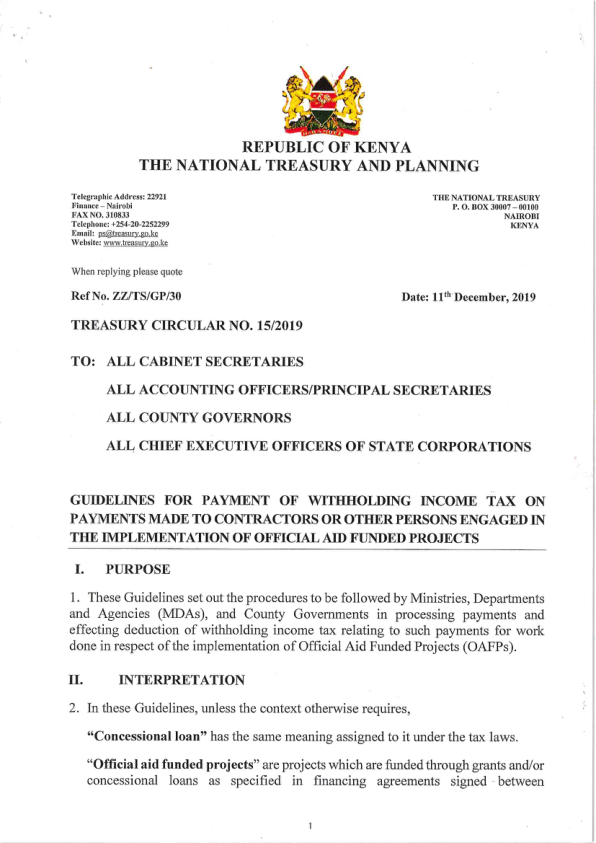 REPUBLIC OF KENYA
THE NATIONAL TREASURY AND PLANNING
Telegraphic Address: 22921
Finance – Nairobi
FAX NO. 310833
Telephone: +254-20-2252299
Email: ps@treasury.go.ke
Website: www.treasury.go.ke
THE NATIONAL TREASURY
P. O. BOX 30007 – 00100
NAIROBI
KENYA
When replying please quote
Ref No. ZZ/TS/GP/30
Date: 11th December, 2019
TREASURY CIRCULAR NO. 15/2019
TO: ALL CABINET SECRETARIES
ALL ACCOUNTING OFFICERS/PRINCIPAL SECRETARIES
ALL COUNTY GOVERNORS
ALL CHIEF EXECUTIVE OFFICERS OF STATE CORPORATIONS
GUIDELINES FOR PAYMENT OF WITHHOLDING INCOME TAX ON
PAYMENTS MADE TO CONTRACTORS OR OTHER PERSONS ENGAGED IN
THE IMPLEMENTATION OF OFFICIAL AID FUNDED PROJECTS
I. PURPOSE
1. These Guidelines set out the procedures to be followed by Ministries, Departments
and Agencies (MDAs), and County Governments in processing payments and
effecting deduction of withholding income tax relating to such payments for work
done in respect of the implementation of Official Aid Funded Projects (OAFPs).
II. INTERPRETATION
2. In these Guidelines, unless the context otherwise requires,
“Concessional loan” has the same meaning assigned to it under the tax laws.
“Official aid funded projects” are projects which are funded through grants and/or
concessional loans as specified in financing agreements signed between
1